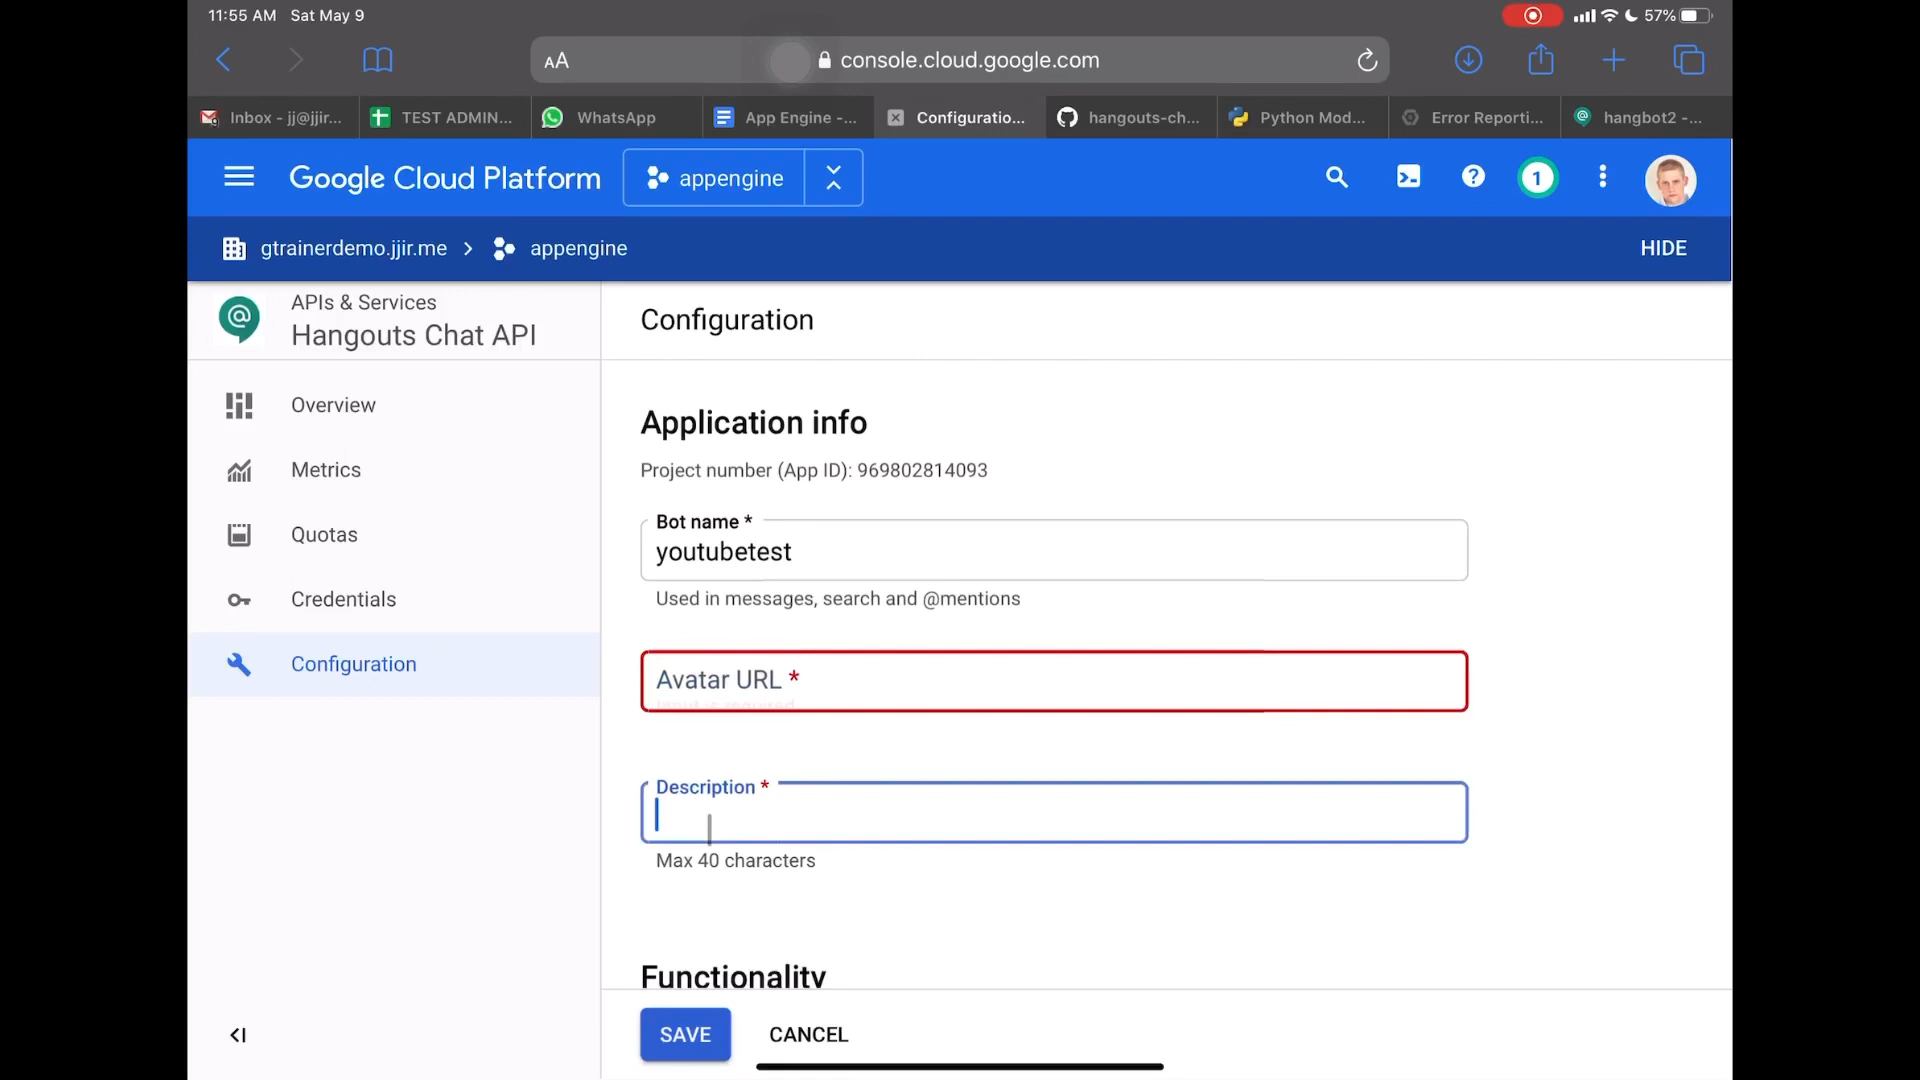 11:55 AM Sat May 9
57%
AA
console.cloud.google.com
Inbox - jj@jjir...
TEST ADMIN...
WhatsApp
App Engine -...
Configuratio...
hangouts-ch...
Python Mod...
Error Reporti...
hangbot2 -...
Google Cloud Platform
appengine
1
gtrainerdemo.jjir.me > appengine
HIDE
APIs & Services
Hangouts Chat API
Overview
Metrics
Quotas
Credentials
Configuration
Configuration
Application info
Project number (App ID): 969802814093
Bot name *
youtubetest
Used in messages, search and @mentions
Avatar URL *
Input is required
Description *
Max 40 characters
Functionality
SAVE
CANCEL